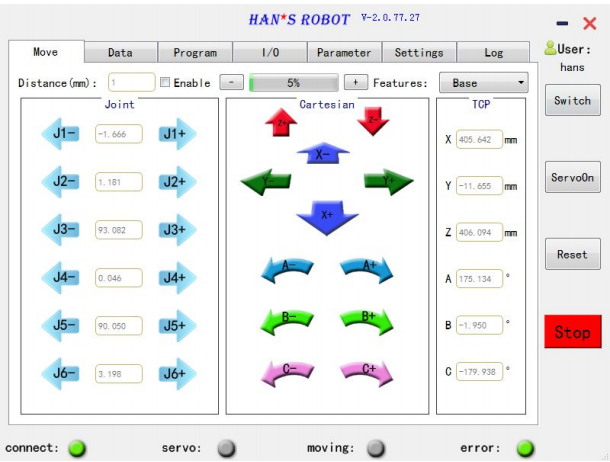 HAN*S ROBOT V-2.0.77.27
Move Data Program I/O Parameter Settings Log
User:
hans
Distance(mm): 1 Enable - 5% + Features: Base
Switch
ServoOn
Reset
Stop
Joint
J1- -1.666 J1+
J2- 1.181 J2+
J3- 93.082 J3+
J4- 0.046 J4+
J5- 90.050 J5+
J6- 3.198 J6+
Cartesian
Z+ Z-
X-
Y- Y+
X+
A- A+
B- B+
C- C+
TCP
X 405.642 mm
Y -11.655 mm
Z 406.094 mm
A 175.134 °
B -1.950 °
C -179.938 °
connect: servo: moving: error: